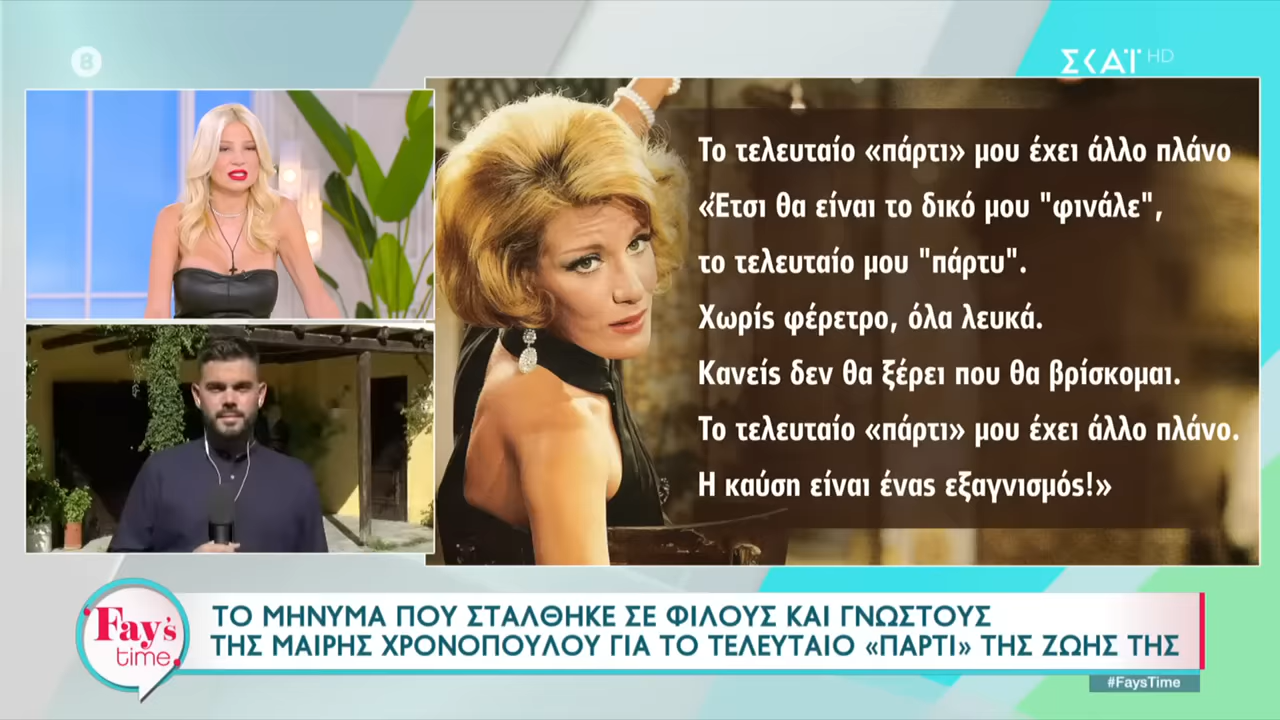 8
ΣΚΑΪ HD
Το τελευταίο «πάρτι» μου έχει άλλο πλάνο
«Έτσι θα είναι το δικό μου "φινάλε",
το τελευταίο μου "πάρτυ".
Χωρίς φέρετρο, όλα λευκά.
Κανείς δεν θα ξέρει που θα βρίσκομαι.
Το τελευταίο «πάρτι» μου έχει άλλο πλάνο.
Η καύση είναι ένας εξαγνισμός!»
Fay's
time
ΤΟ ΜΗΝΥΜΑ ΠΟΥ ΣΤΑΛΘΗΚΕ ΣΕ ΦΙΛΟΥΣ ΚΑΙ ΓΝΩΣΤΟΥΣ
ΤΗΣ ΜΑΙΡΗΣ ΧΡΟΝΟΠΟΥΛΟΥ ΓΙΑ ΤΟ ΤΕΛΕΥΤΑΙΟ «ΠΑΡΤΙ» ΤΗΣ ΖΩΗΣ ΤΗΣ
#FaysTime